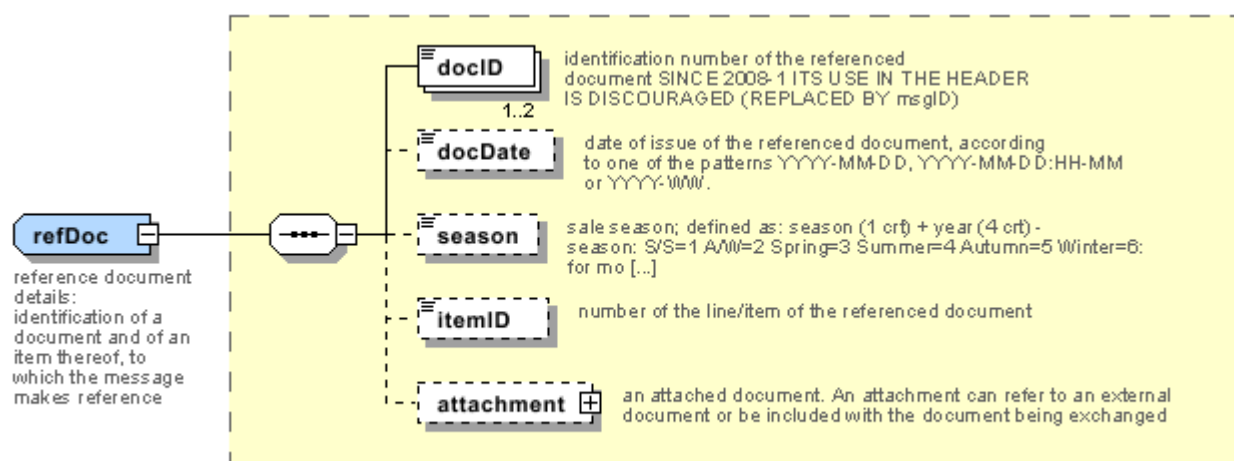 docID
identification number of the referenced
document SINCE 2008-1 ITS USE IN THE HEADER
IS DISCOURAGED (REPLACED BY msgID)
1..2
docDate
date of issue of the referenced document, according
to one of the patterns YYYY-MM-DD, YYYY-MM-DD:HH-MM
or YYYY-WW.
refDoc
reference document
details:
identification of a
document and of an
item thereof, to
which the message
makes reference
season
sale season; defined as: season (1 crt) + year (4 crt) -
season: S/S=1 A/W=2 Spring=3 Summer=4 Autumn=5 Winter=6:
for mo [...]
itemID
number of the line/item of the referenced document
attachment
an attached document. An attachment can refer to an external
document or be included with the document being exchanged